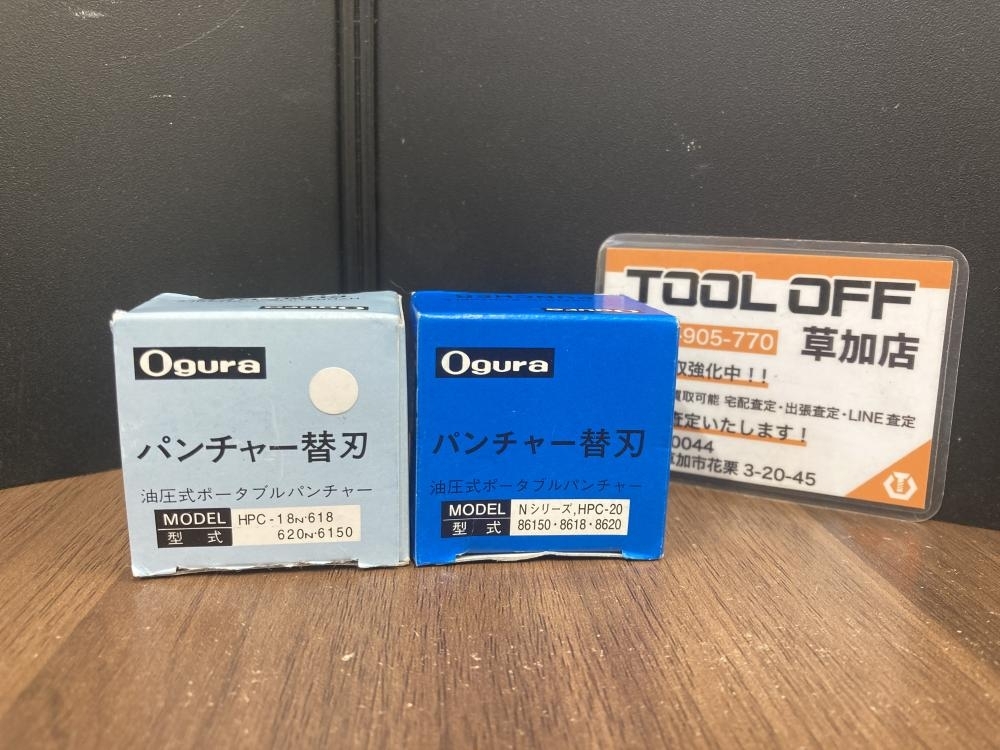 Ogura
パンチャー替刃
油圧式ポータブルパンチャー
MODEL
型式
HPC-18N·618
620N·6150
Ogura
パンチャー替刃
油圧式ポータブルパンチャー
MODEL
型式
Nシリーズ,HPC-20
86150・8618・8620
TOOL OFF
-905-770
草加店
取強化中!!
買取可能 宅配査定・出張査定・LINE査定
査定いたします!
0044
草加市花栗 3-20-45